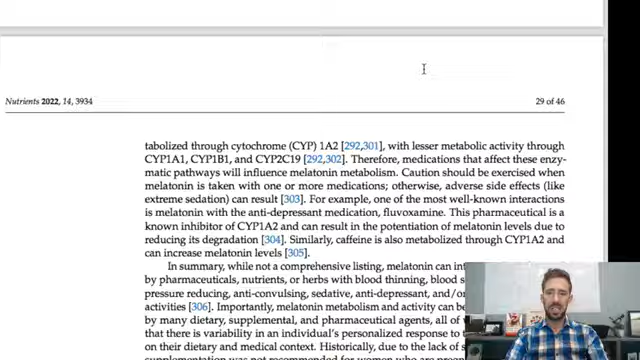 Nutrients 2022, 14, 3934
29 of 46
tabolized through cytochrome (CYP) 1A2 [292,301], with lesser metabolic activity through
CYP1A1, CYP1B1, and CYP2C19 [292,302]. Therefore, medications that affect these enzy-
matic pathways will influence melatonin metabolism. Caution should be exercised when
melatonin is taken with one or more medications; otherwise, adverse side effects (like
extreme sedation) can result [303]. For example, one of the most well-known interactions
is melatonin with the anti-depressant medication, fluvoxamine. This pharmaceutical is a
known inhibitor of CYP1A2 and can result in the potentiation of melatonin levels due to
reducing its degradation [304]. Similarly, caffeine is also metabolized through CYP1A2 and
can increase melatonin levels [305].
In summary, while not a comprehensive listing, melatonin can
by pharmaceuticals, nutrients, or herbs with blood thinning, blood
pressure reducing, anti-convulsing, sedative, anti-depressant, and/
activities [306]. Importantly, melatonin metabolism and activity can be
by many dietary, supplemental, and pharmaceutical agents, all of
that there is variability in an individual's personalized response to
on their dietary and medical context. Historically, due to the lack of